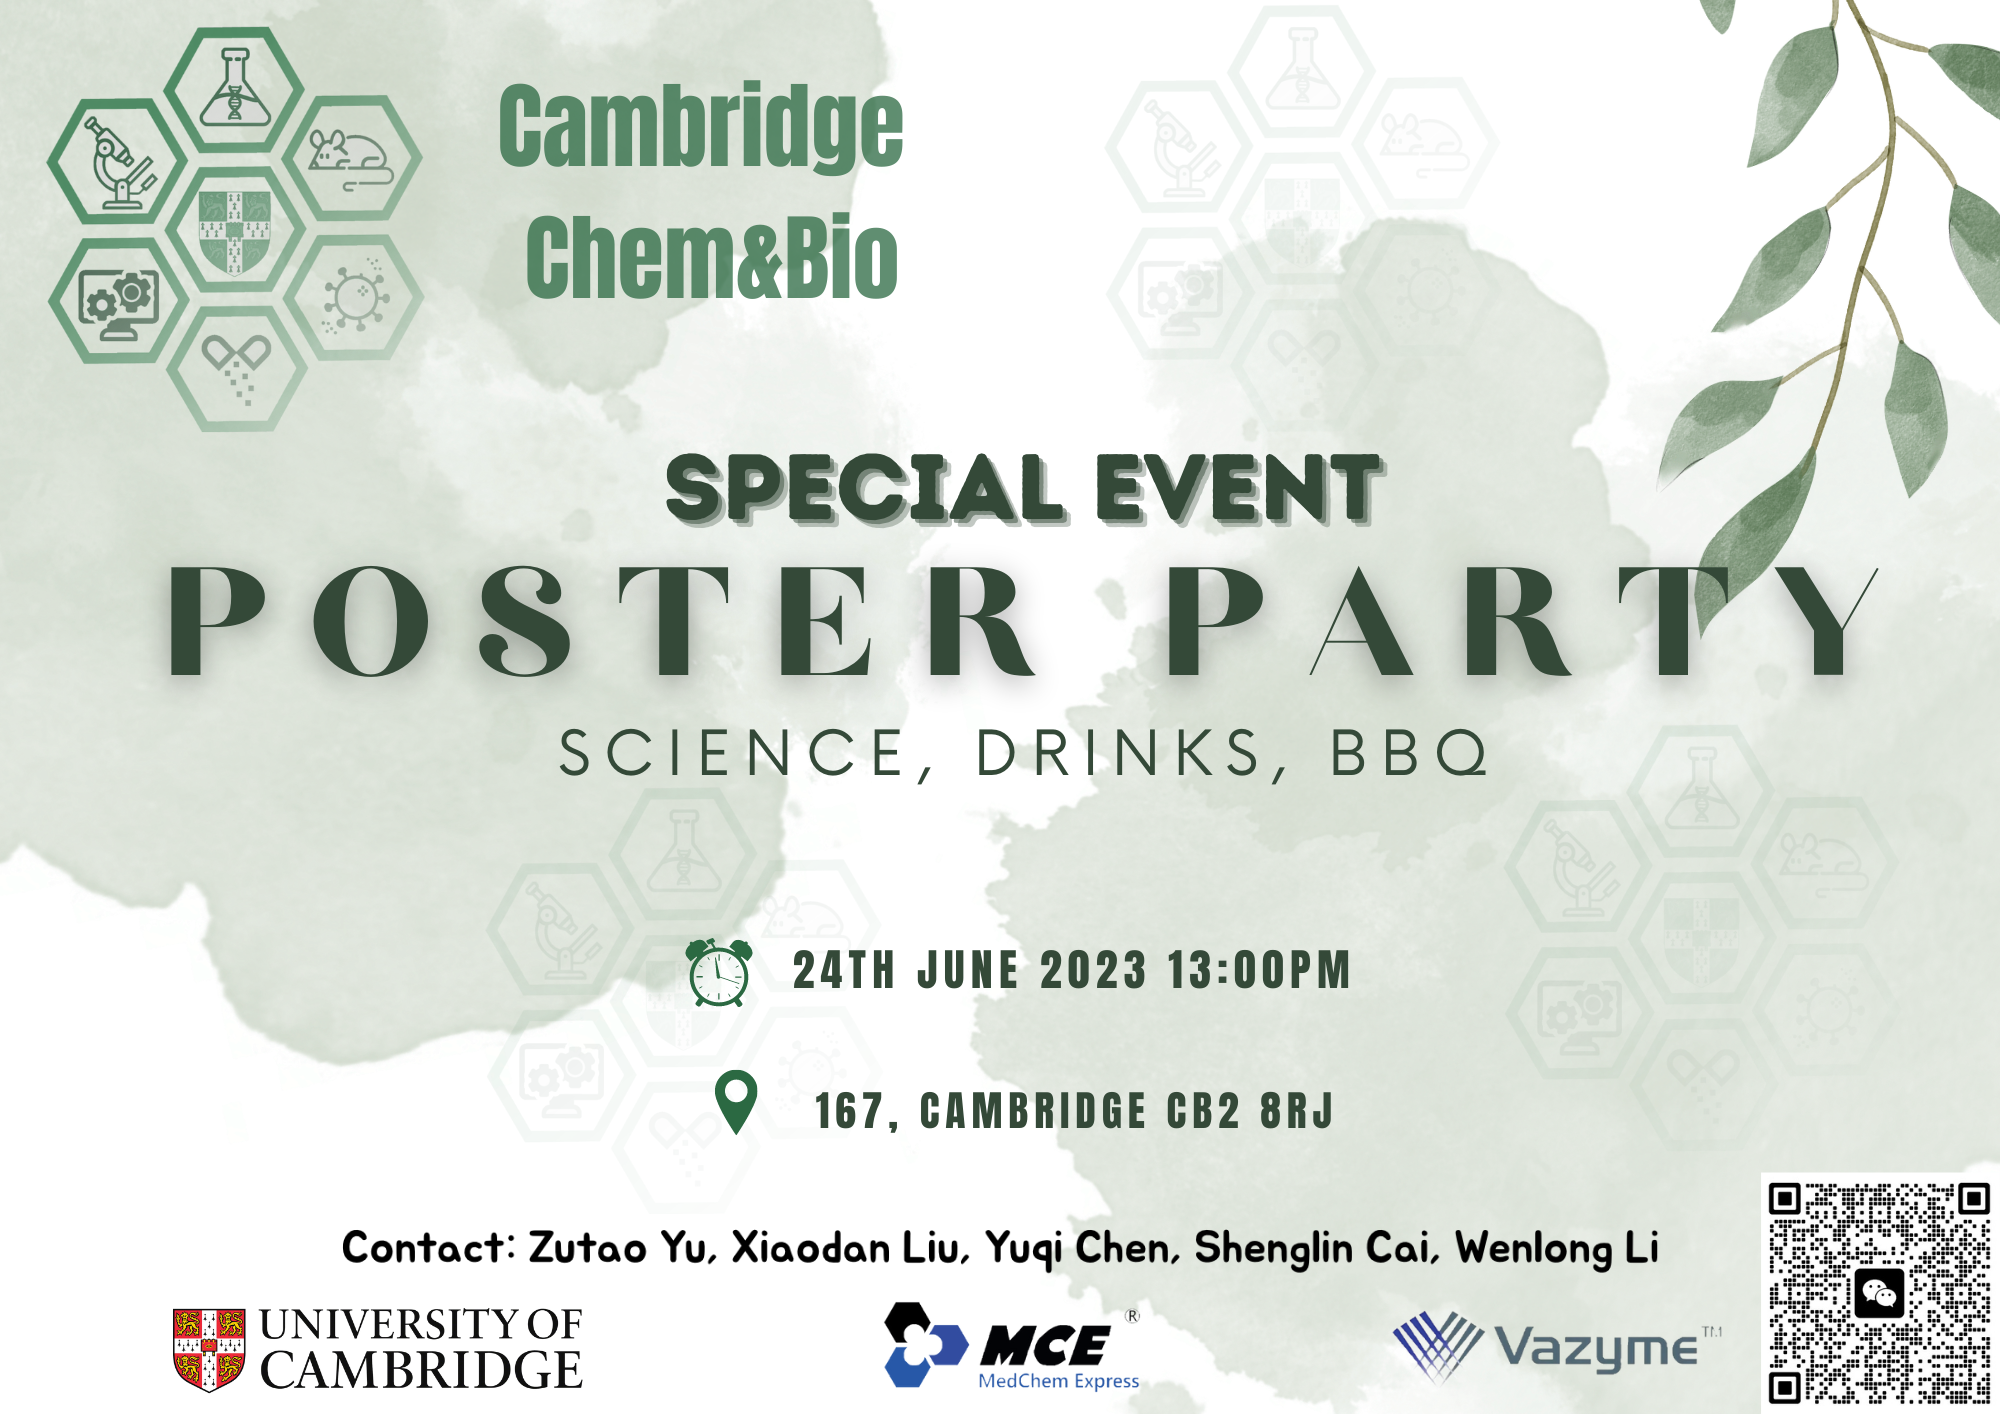 Cambridge
Chem&Bio
SPECIAL EVENT
POSTER PARTY
SCIENCE, DRINKS, BBQ
24TH JUNE 2023 13:00PM
167, CAMBRIDGE CB2 8RJ
Contact: Zutao Yu, Xiaodan Liu, Yuqi Chen, Shenglin Cai, Wenlong Li
UNIVERSITY OF
CAMBRIDGE
MCE ®
MedChem Express
Vazyme™